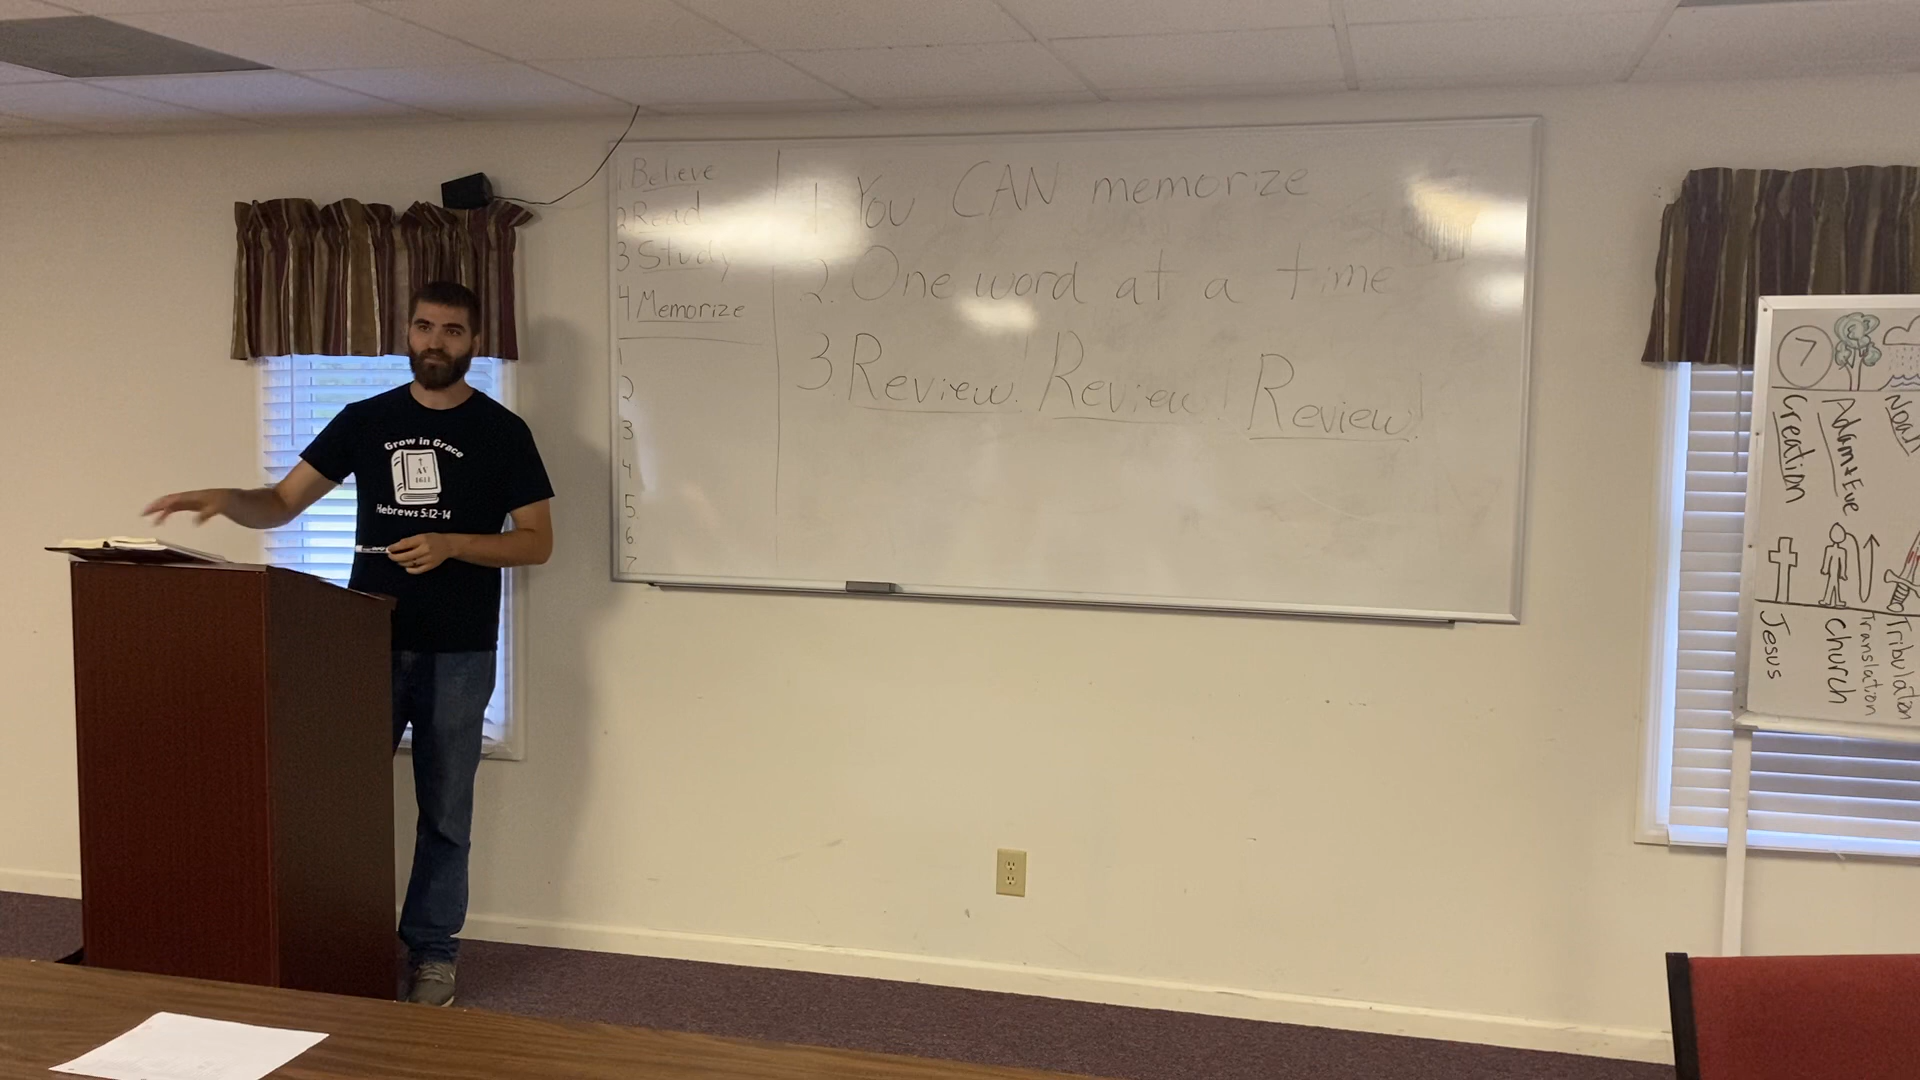 1. Believe
2 Read
3 Study
4 Memorize
1
2
3
4
5.
6
7
1. You CAN memorize
2. One word at a time
3. Review! Review! Review!
Grow in Grace
AV
1611
Hebrews 5:12-14
7
Creation
Adam + Eve
Noah
Jesus
Church
Translation
Tribulation